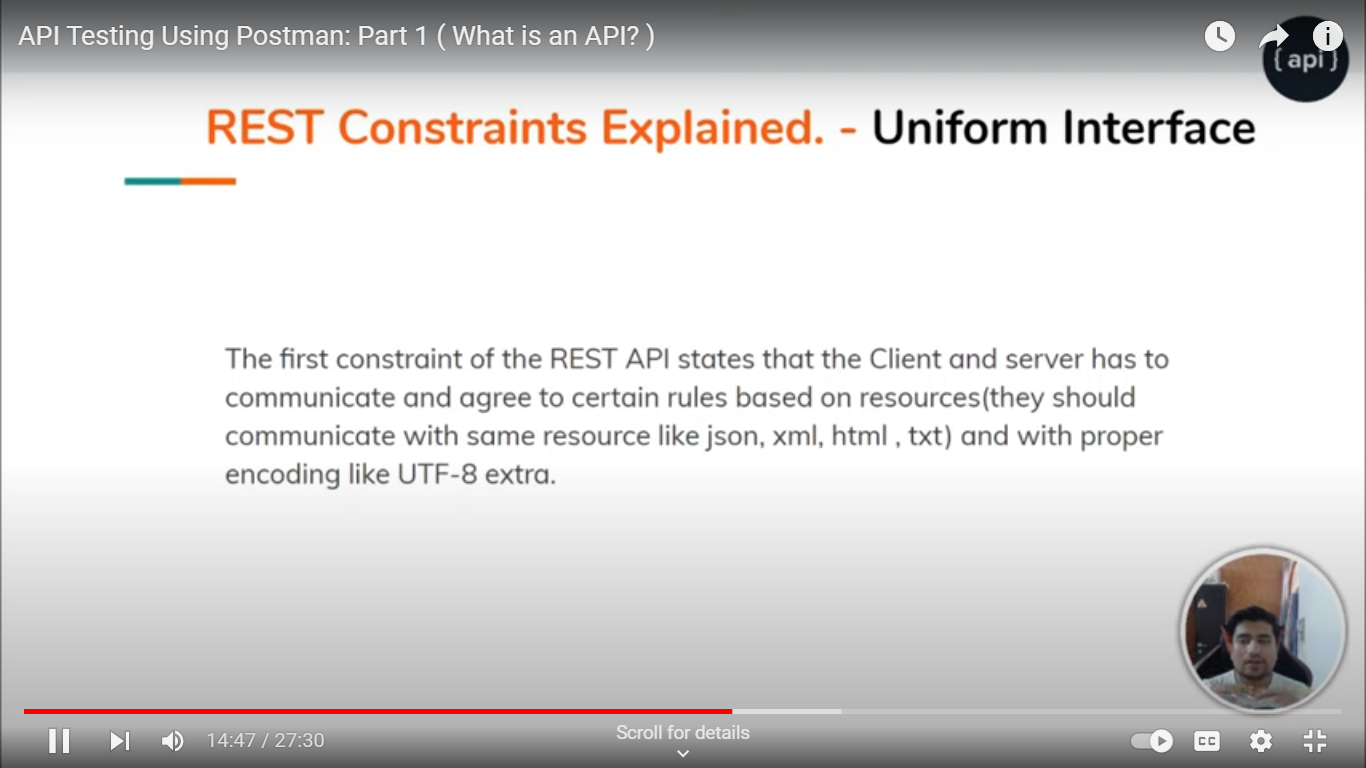 API Testing Using Postman: Part 1 ( What is an API? )
{ api }
REST Constraints Explained. - Uniform Interface
The first constraint of the REST API states that the Client and server has to
communicate and agree to certain rules based on resources(they should
communicate with same resource like json, xml, html , txt) and with proper
encoding like UTF-8 extra.
14:47 / 27:30
Scroll for details
CC